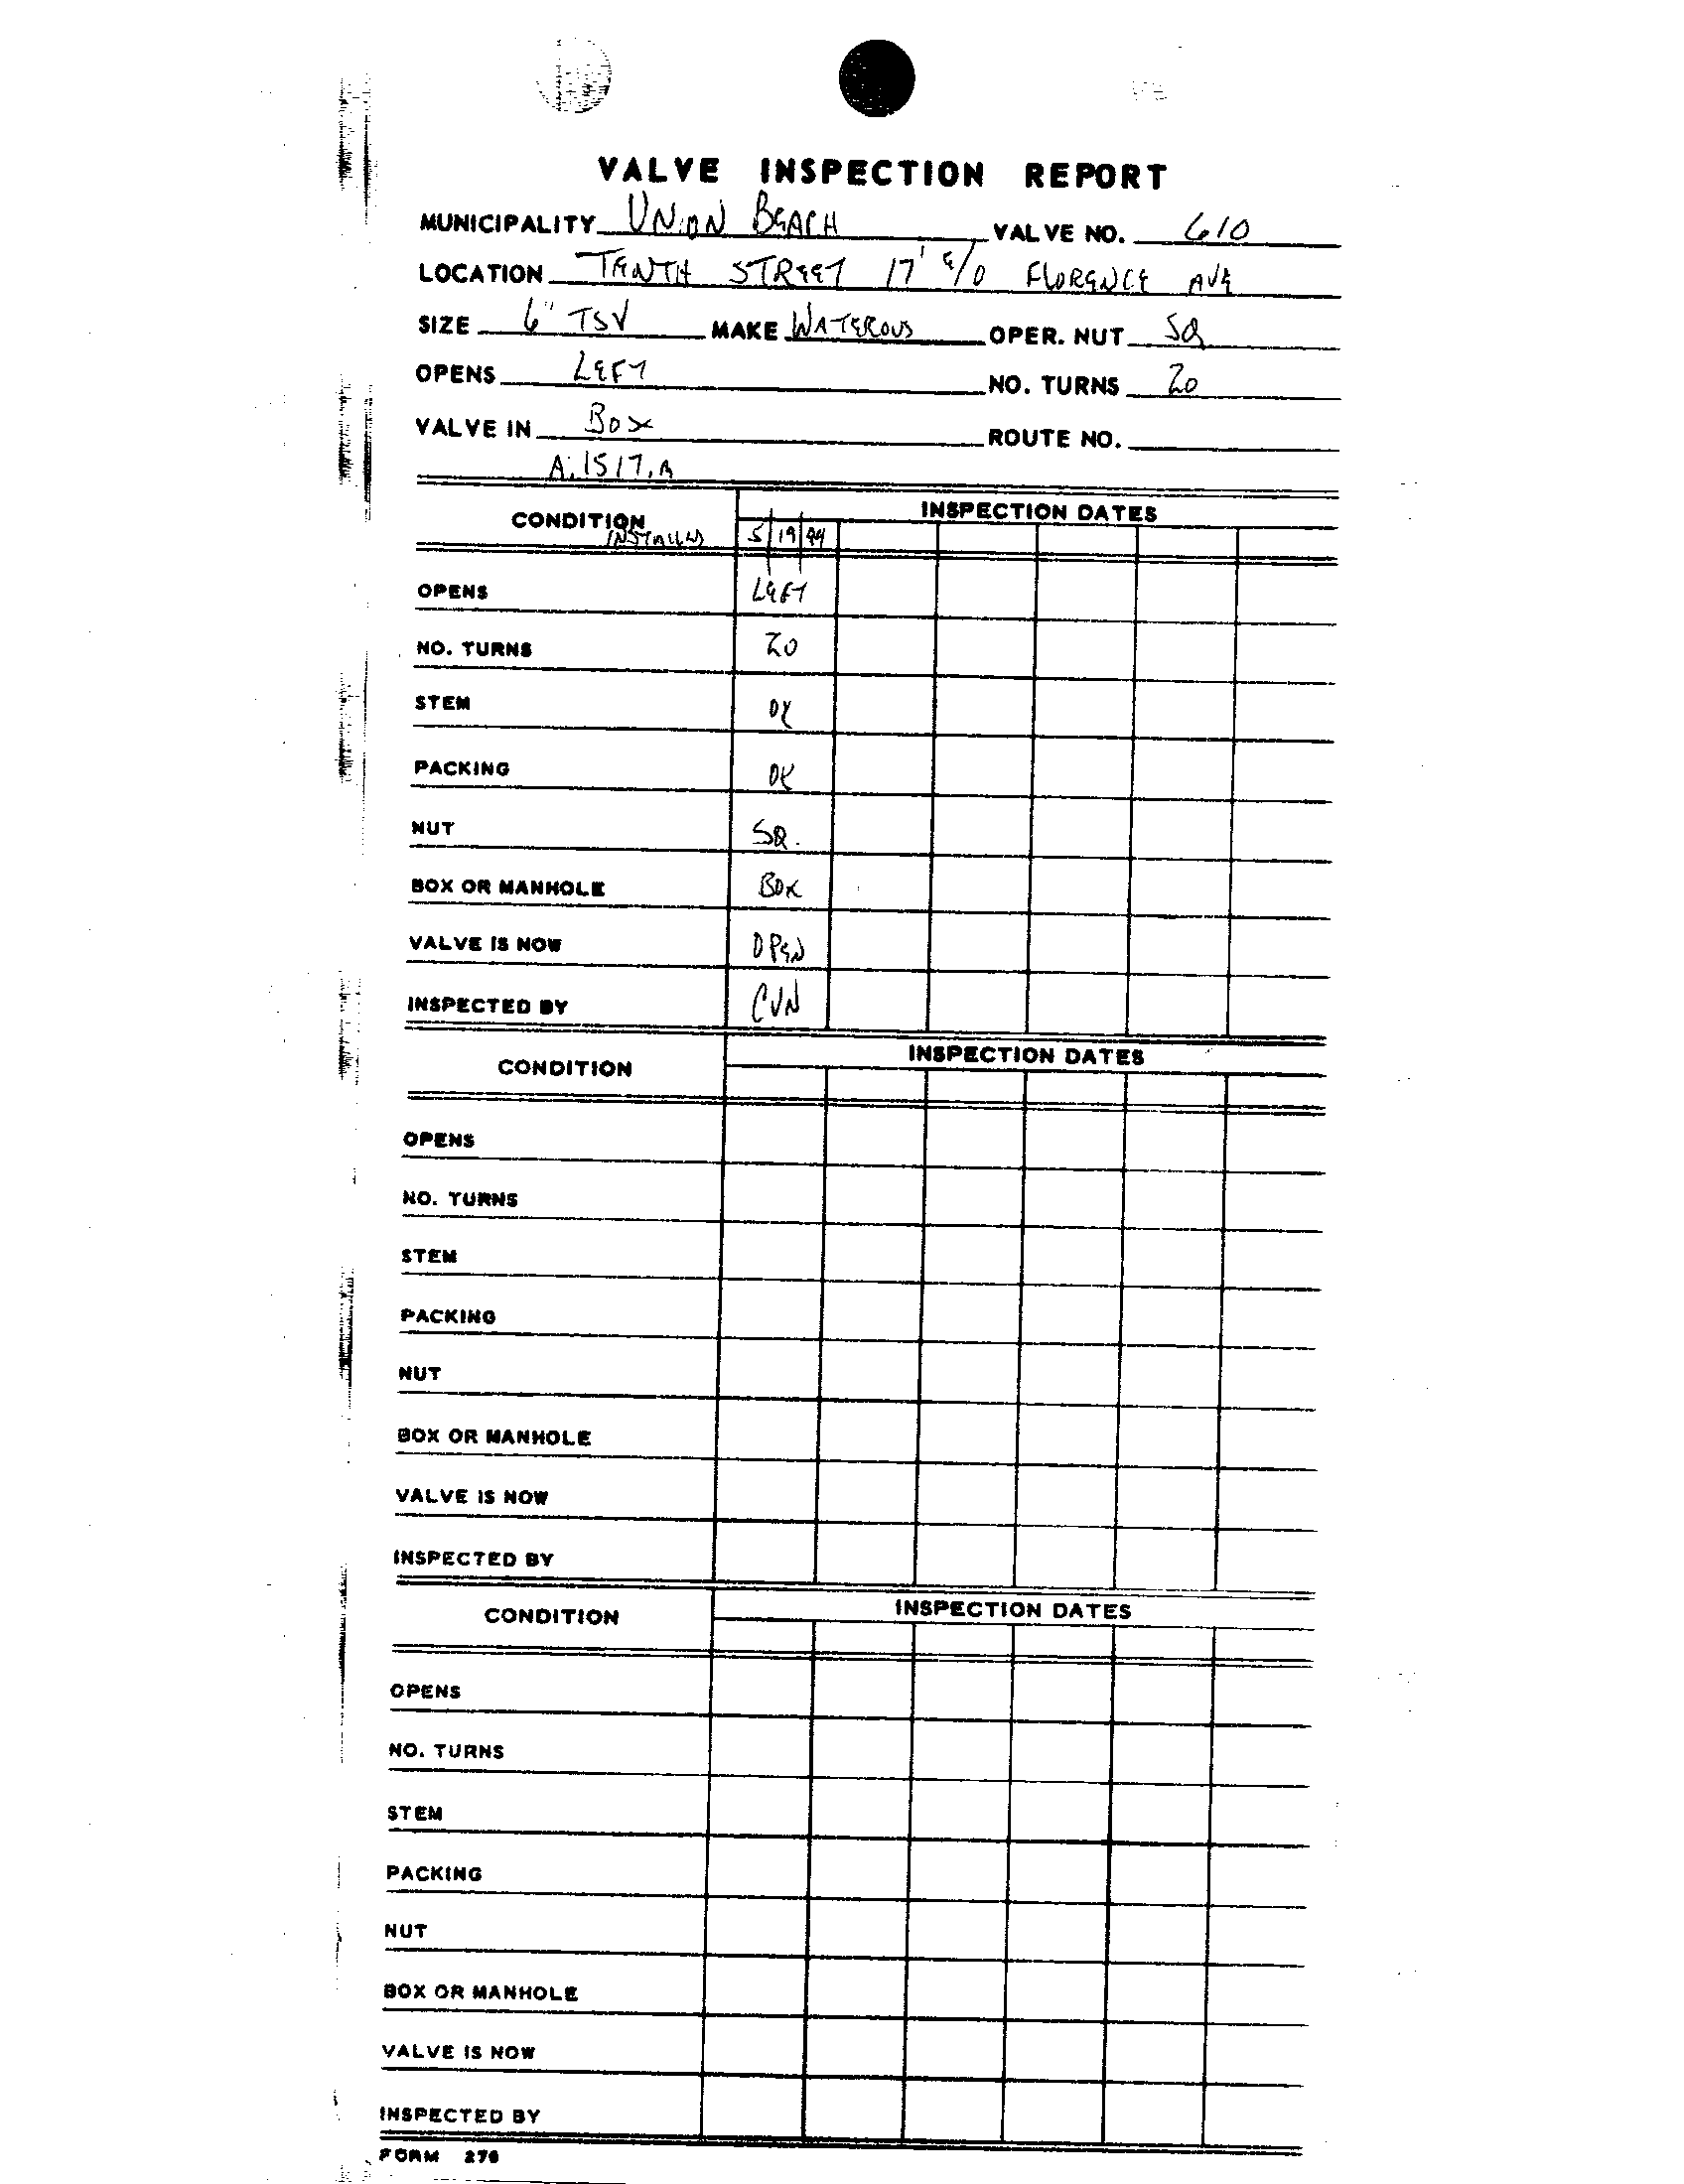 VALVE INSPECTION REPORT
MUNICIPALITY UNION BEACH VALVE NO. 610
LOCATION TENTH STREET 17' E/O FLORENCE AVE
SIZE 6" TSV MAKE WATEROUS OPER. NUT SQ
OPENS LEFT NO. TURNS 20
VALVE IN BOX ROUTE NO.
A.1517.
CONDITION INSPECTION DATES
INSTALLED 5/19/94
OPENS LEFT
NO. TURNS 20
STEM OK
PACKING OK
NUT SQ.
BOX OR MANHOLE BOX
VALVE IS NOW OPEN
INSPECTED BY CVN
CONDITION INSPECTION DATES
OPENS
NO. TURNS
STEM
PACKING
NUT
BOX OR MANHOLE
VALVE IS NOW
INSPECTED BY
CONDITION INSPECTION DATES
OPENS
NO. TURNS
STEM
PACKING
NUT
BOX OR MANHOLE
VALVE IS NOW
INSPECTED BY
FORM 276